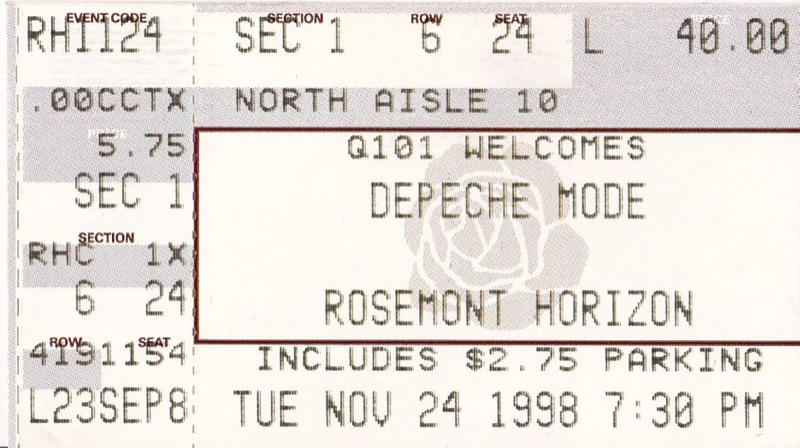 EVENT CODE SECTION ROW SEAT PRICE
RH1124 SEC 1 6 24 L 40.00
.00CCTX NORTH AISLE 10
PRICE
5.75 Q101 WELCOMES
SEC 1 DEPECHE MODE
SECTION
RHC 1X
6 24 ROSEMONT HORIZON
ROW SEAT
4191154 INCLUDES $2.75 PARKING
L23SEP8 TUE NOV 24 1998 7:30 PM